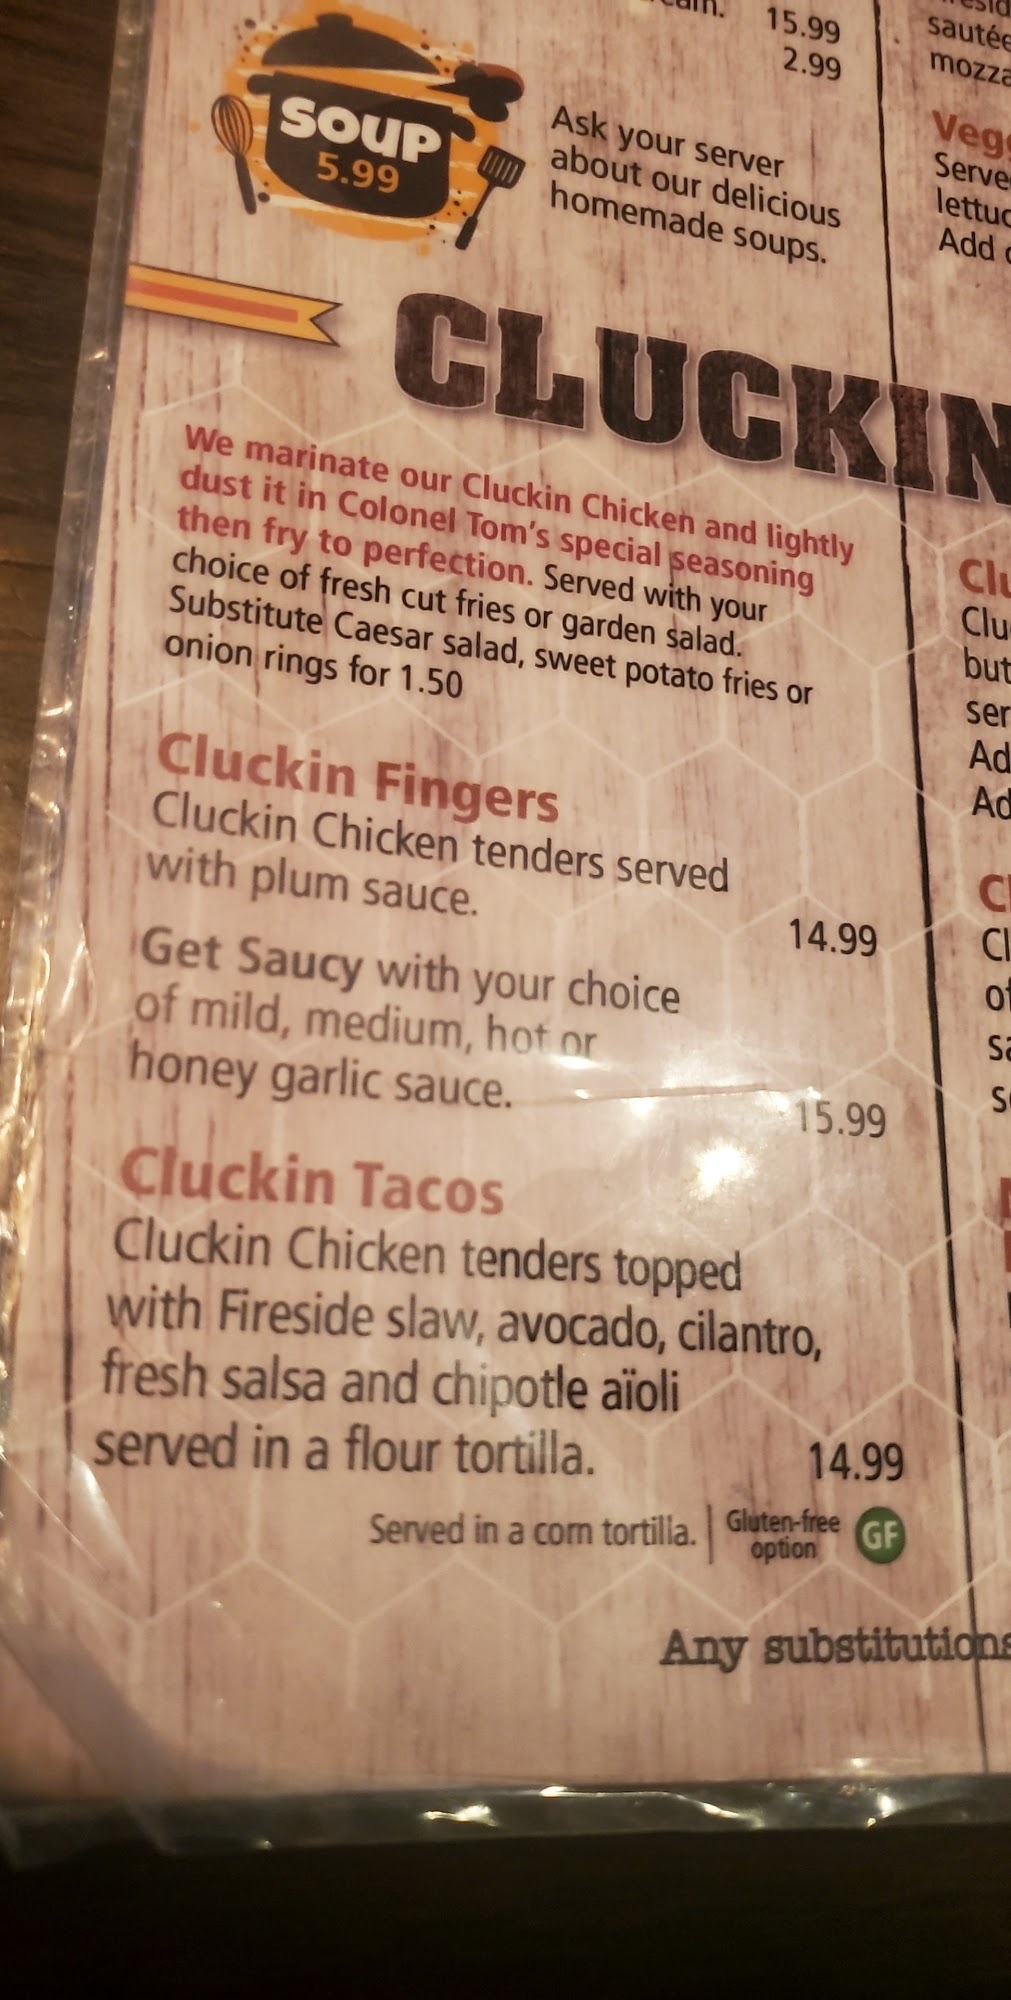 15.99
2.99
SOUP
5.99
Ask your server
about our delicious
homemade soups.
CLUCKIN
We marinate our Cluckin Chicken and lightly
dust it in Colonel Tom's special seasoning
then fry to perfection. Served with your
choice of fresh cut fries or garden salad.
Substitute Caesar salad, sweet potato fries or
onion rings for 1.50
Cluckin Fingers
Cluckin Chicken tenders served
with plum sauce.
14.99
Get Saucy with your choice
of mild, medium, hot or
honey garlic sauce.
15.99
Cluckin Tacos
Cluckin Chicken tenders topped
with Fireside slaw, avocado, cilantro,
fresh salsa and chipotle aïoli
served in a flour tortilla. 14.99
Served in a corn tortilla. | Gluten-free
option GF
Any substitutions
Add